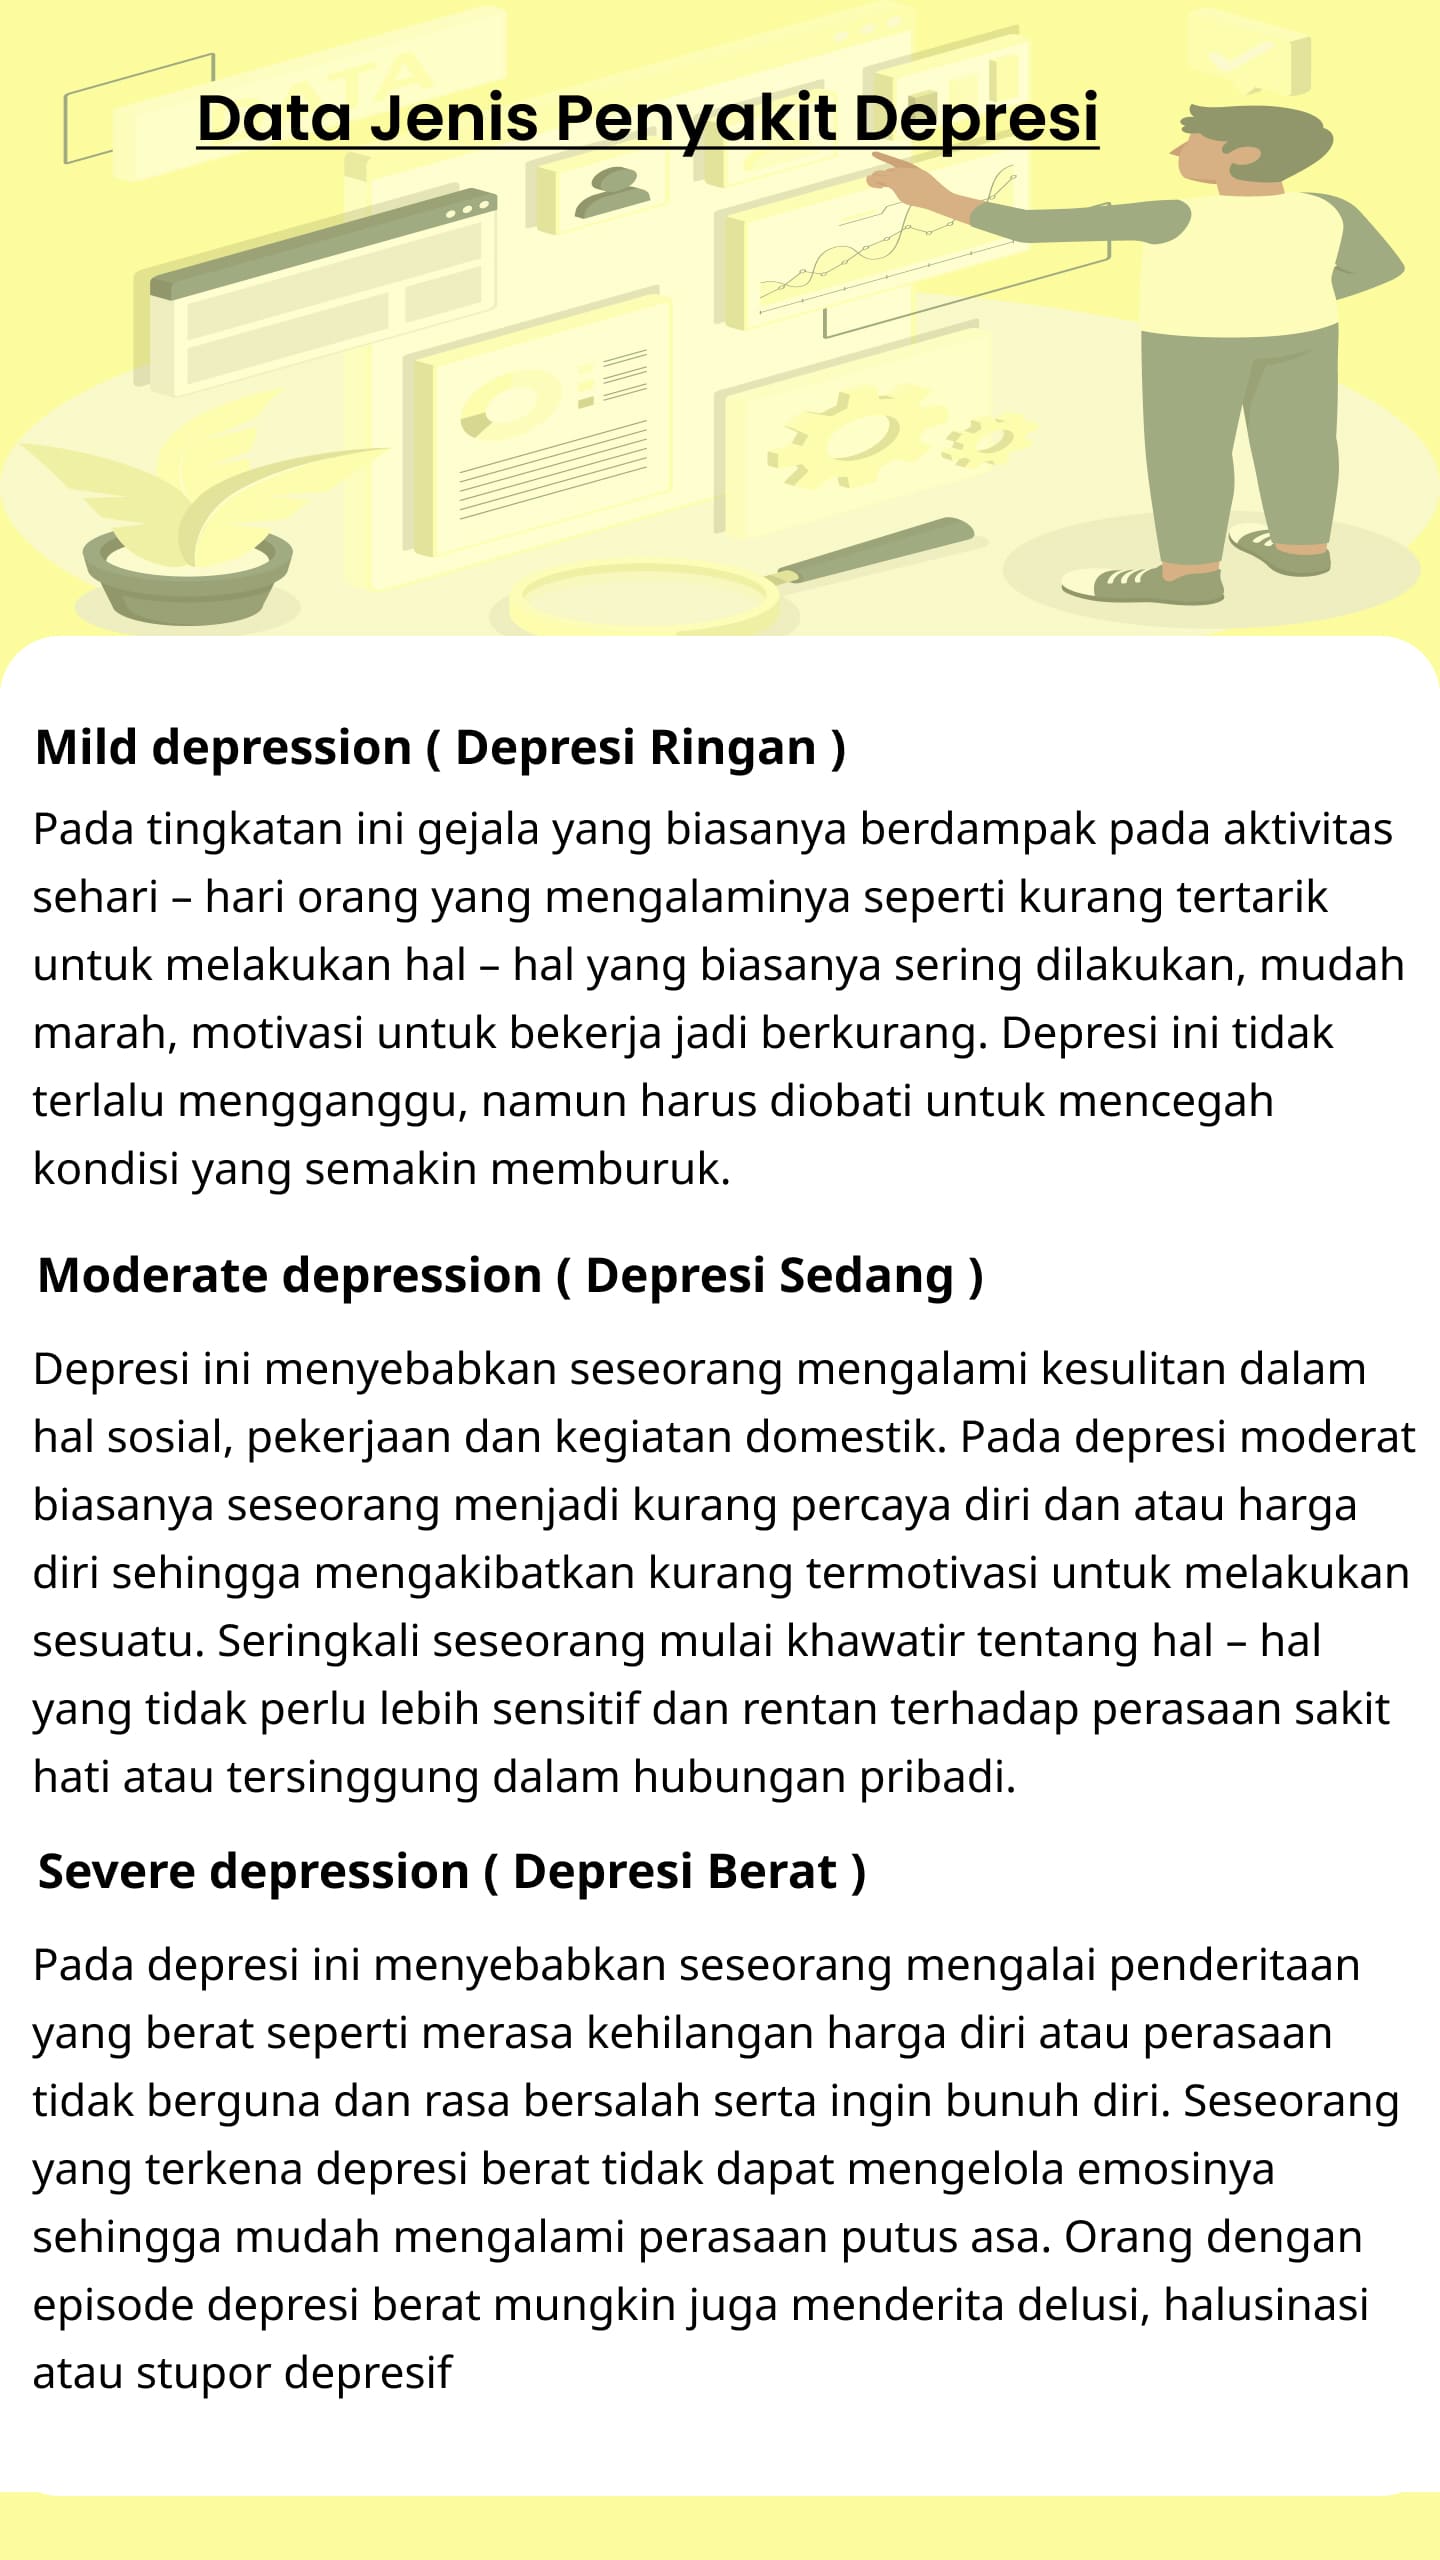 DATA
Data Jenis Penyakit Depresi
Mild depression ( Depresi Ringan )
Pada tingkatan ini gejala yang biasanya berdampak pada aktivitas
sehari – hari orang yang mengalaminya seperti kurang tertarik
untuk melakukan hal – hal yang biasanya sering dilakukan, mudah
marah, motivasi untuk bekerja jadi berkurang. Depresi ini tidak
terlalu mengganggu, namun harus diobati untuk mencegah
kondisi yang semakin memburuk.
Moderate depression ( Depresi Sedang )
Depresi ini menyebabkan seseorang mengalami kesulitan dalam
hal sosial, pekerjaan dan kegiatan domestik. Pada depresi moderat
biasanya seseorang menjadi kurang percaya diri dan atau harga
diri sehingga mengakibatkan kurang termotivasi untuk melakukan
sesuatu. Seringkali seseorang mulai khawatir tentang hal – hal
yang tidak perlu lebih sensitif dan rentan terhadap perasaan sakit
hati atau tersinggung dalam hubungan pribadi.
Severe depression ( Depresi Berat )
Pada depresi ini menyebabkan seseorang mengalai penderitaan
yang berat seperti merasa kehilangan harga diri atau perasaan
tidak berguna dan rasa bersalah serta ingin bunuh diri. Seseorang
yang terkena depresi berat tidak dapat mengelola emosinya
sehingga mudah mengalami perasaan putus asa. Orang dengan
episode depresi berat mungkin juga menderita delusi, halusinasi
atau stupor depresif